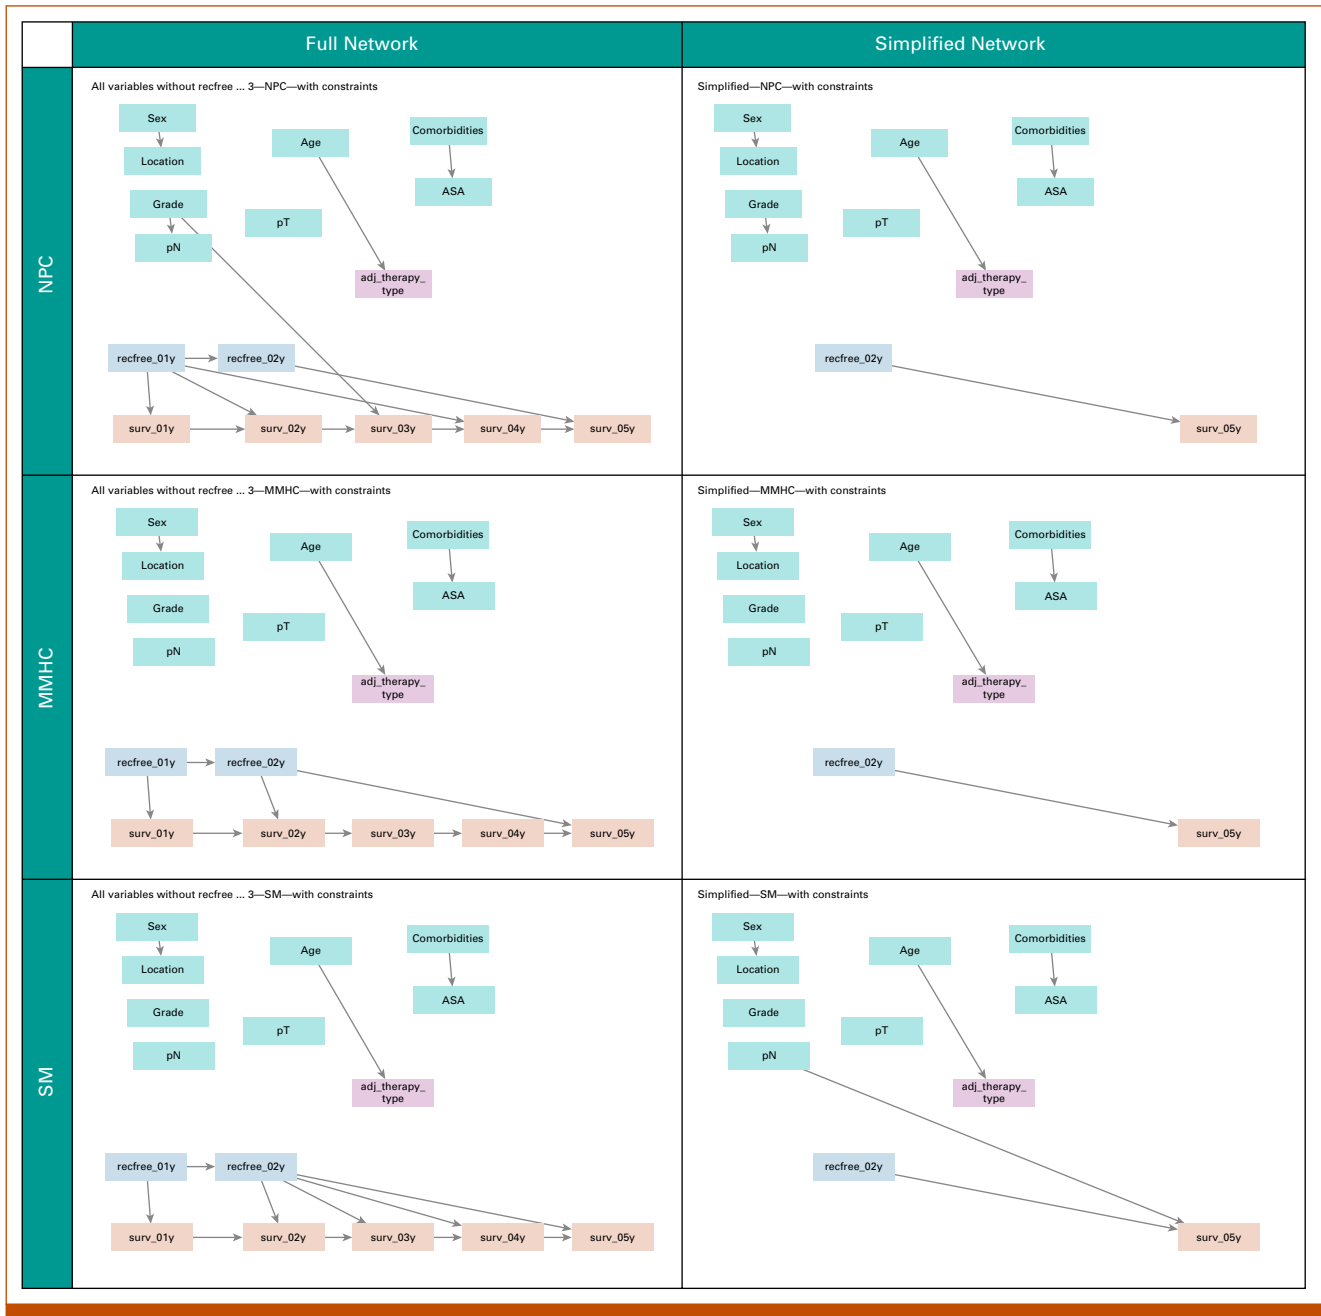 Full Network
Simplified Network
NPC
All variables without recfree ... 3—NPC—with constraints
Sex
Location
Grade
pN
Age
pT
Comorbidities
ASA
adj_therapy_
type
recfree_01y
recfree_02y
surv_01y
surv_02y
surv_03y
surv_04y
surv_05y
Simplified—NPC—with constraints
Sex
Location
Grade
pN
Age
pT
Comorbidities
ASA
adj_therapy_
type
recfree_02y
surv_05y
MMHC
All variables without recfree ... 3—MMHC—with constraints
Sex
Location
Grade
pN
Age
pT
Comorbidities
ASA
adj_therapy_
type
recfree_01y
recfree_02y
surv_01y
surv_02y
surv_03y
surv_04y
surv_05y
Simplified—MMHC—with constraints
Sex
Location
Grade
pN
Age
pT
Comorbidities
ASA
adj_therapy_
type
recfree_02y
surv_05y
SM
All variables without recfree ... 3—SM—with constraints
Sex
Location
Grade
pN
Age
pT
Comorbidities
ASA
adj_therapy_
type
recfree_01y
recfree_02y
surv_01y
surv_02y
surv_03y
surv_04y
surv_05y
Simplified—SM—with constraints
Sex
Location
Grade
pN
Age
pT
Comorbidities
ASA
adj_therapy_
type
recfree_02y
surv_05y